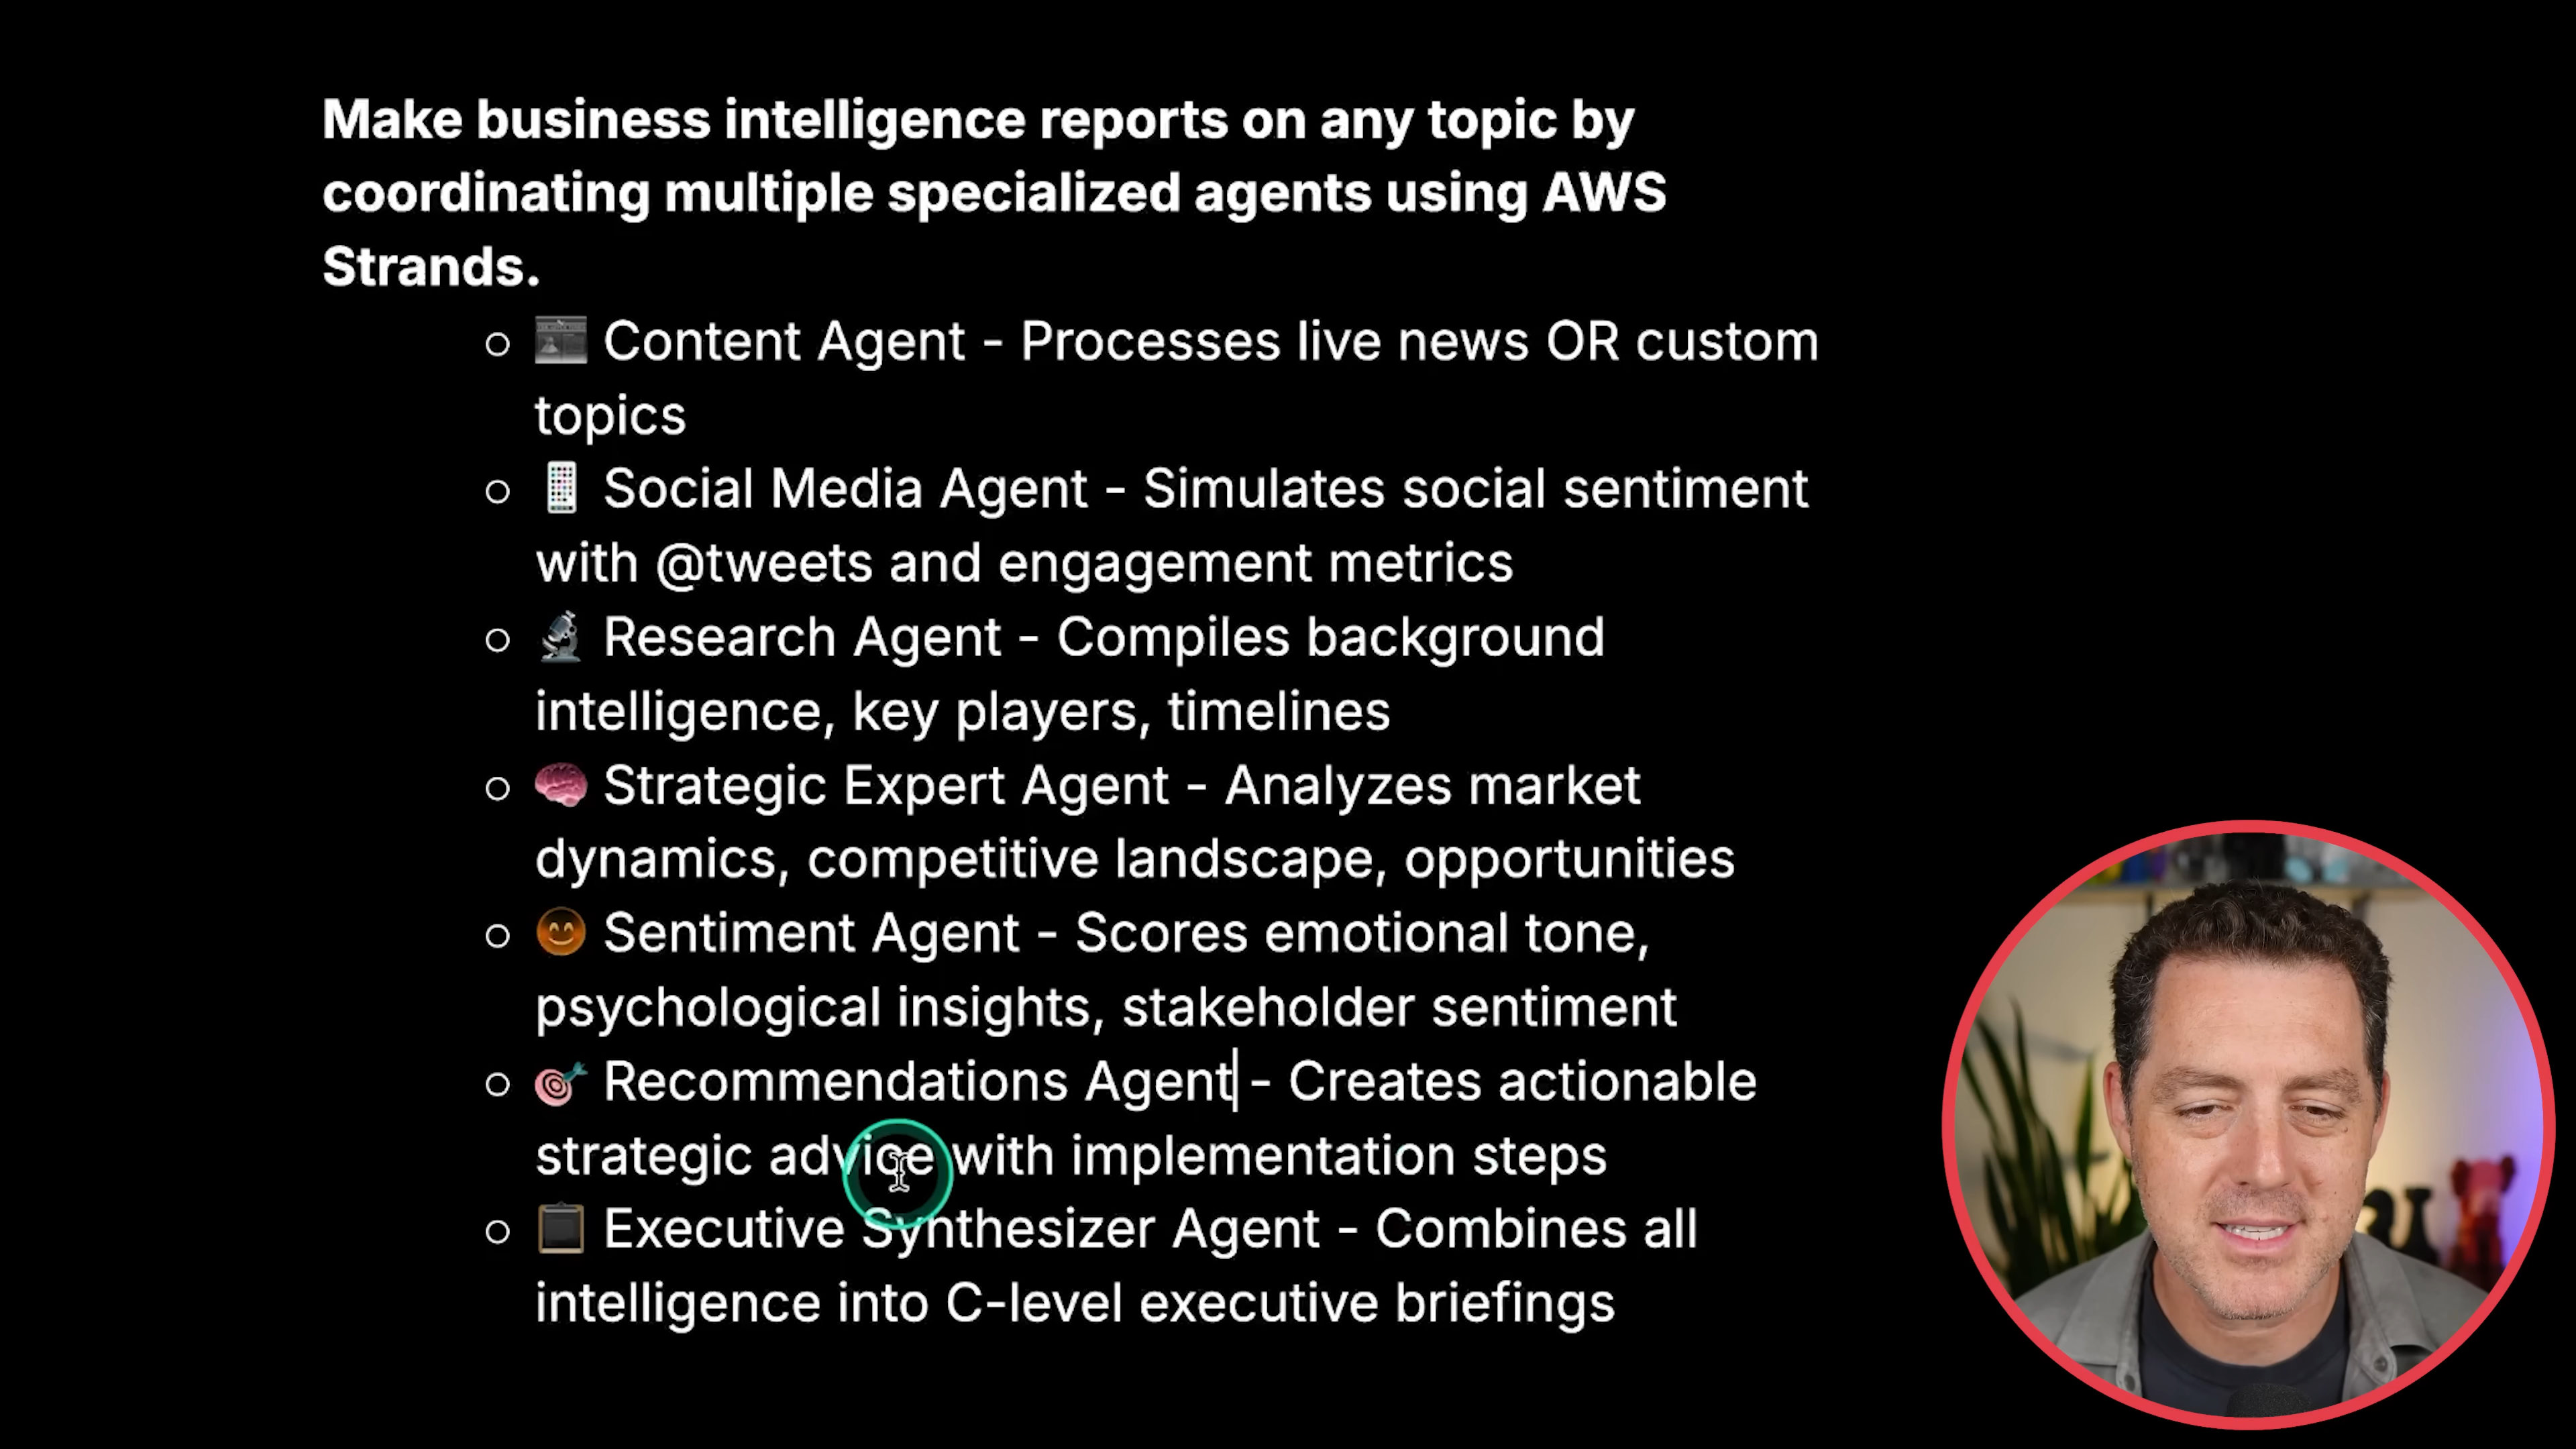 Make business intelligence reports on any topic by
coordinating multiple specialized agents using AWS
Strands.
Content Agent - Processes live news OR custom
topics
Social Media Agent - Simulates social sentiment
with @tweets and engagement metrics
Research Agent - Compiles background
intelligence, key players, timelines
Strategic Expert Agent - Analyzes market
dynamics, competitive landscape, opportunities
Sentiment Agent - Scores emotional tone,
psychological insights, stakeholder sentiment
Recommendations Agent - Creates actionable
strategic advice with implementation steps
Executive Synthesizer Agent - Combines all
intelligence into C-level executive briefings